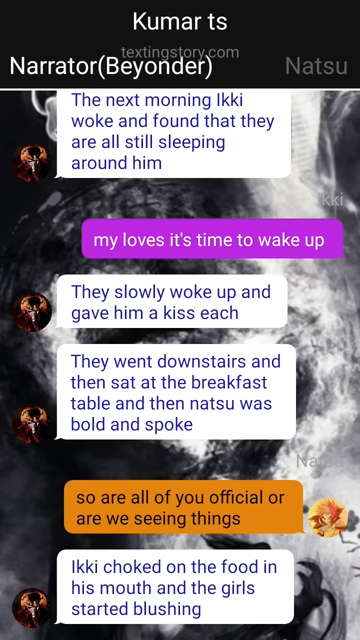 Kumar ts
textingstory.com
Narrator(Beyonder) Natsu
The next morning Ikki
woke and found that they
are all still sleeping
around him
Ikki
my loves it's time to wake up
They slowly woke up and
gave him a kiss each
They went downstairs and
then sat at the breakfast
table and then natsu was
bold and spoke
Natsu
so are all of you official or
are we seeing things
Ikki choked on the food in
his mouth and the girls
started blushing